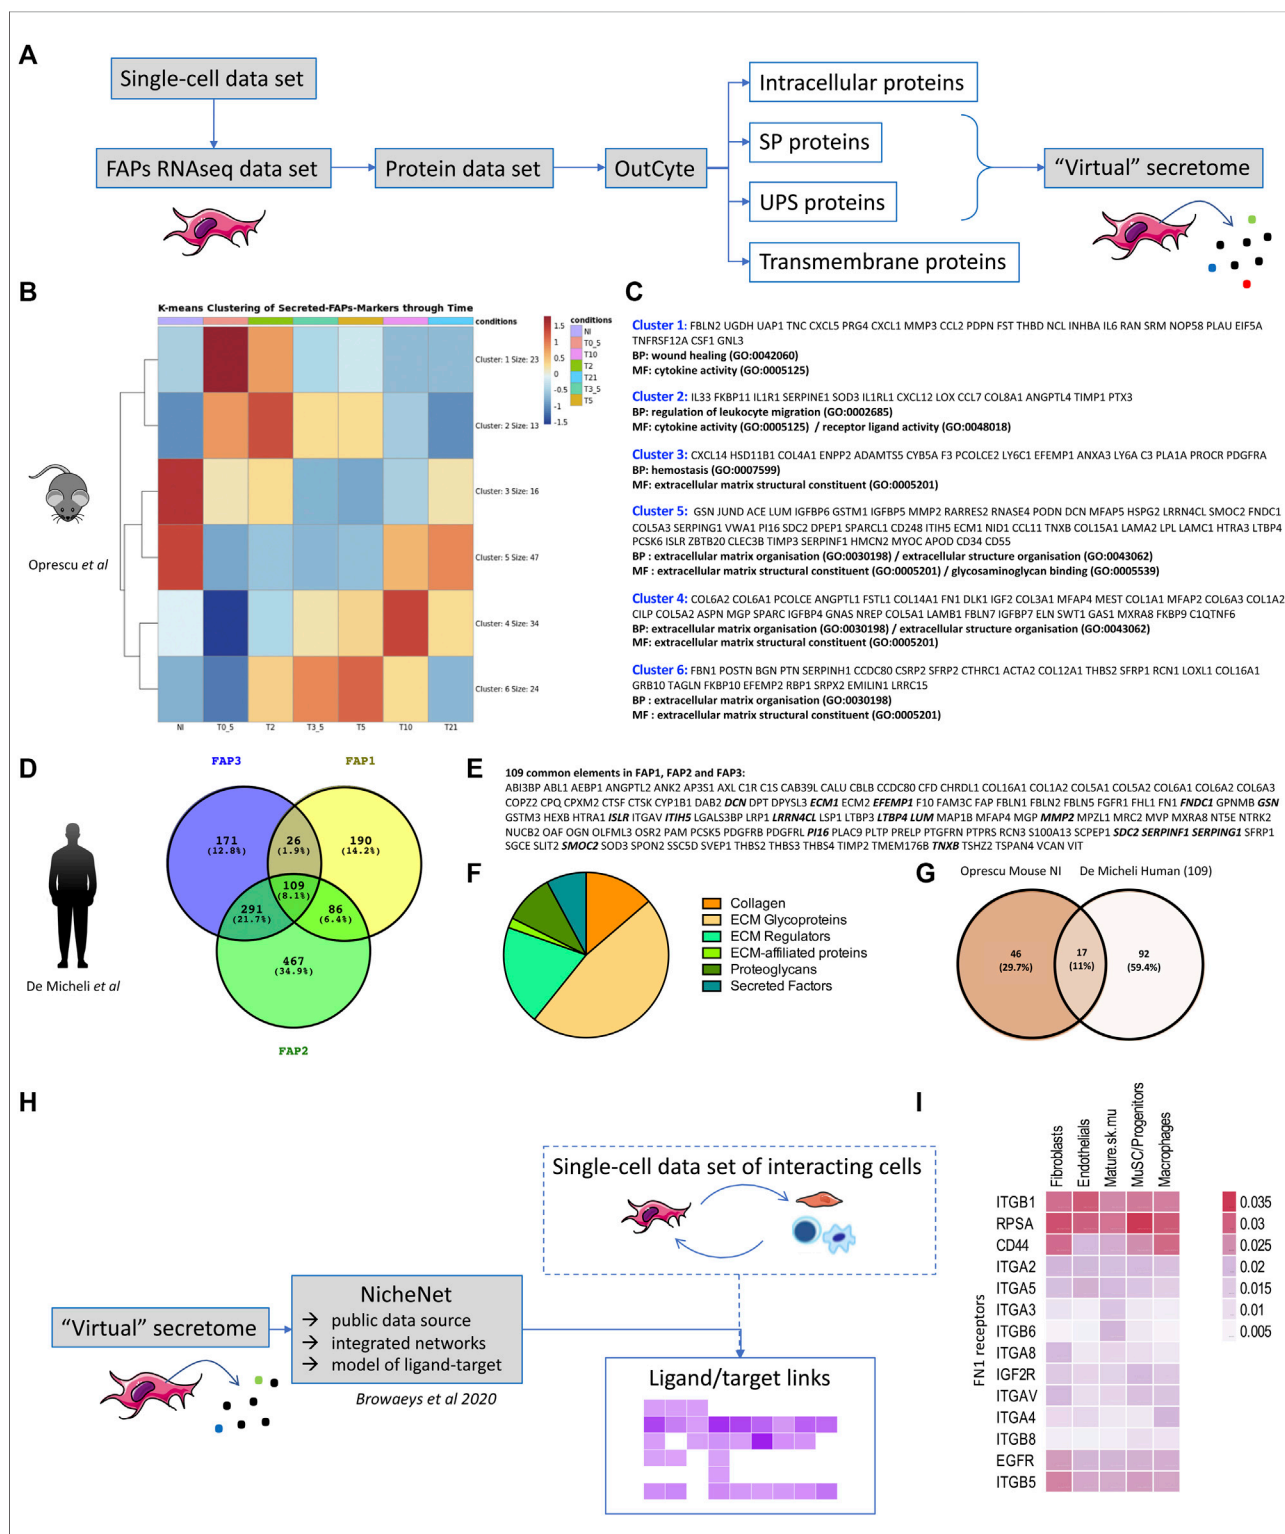 A
Single-cell data set
FAPs RNAseq data set
Protein data set
OutCyte
Intracellular proteins
SP proteins
UPS proteins
Transmembrane proteins
“Virtual” secretome
B
K-means Clustering of Secreted-FAPs-Markers through Time
conditions
Cluster: 1 Size: 23
Cluster: 2 Size: 13
Cluster: 3 Size: 16
Cluster: 5 Size: 47
Cluster: 4 Size: 34
Cluster: 6 Size: 24
NI
T0_5
T2
T3_5
T5
T10
T21
1.5
1
0.5
0
-0.5
-1
-1.5
conditions
NI
T0_5
T10
T2
T21
T3_5
T5
Oprescu et al
C
Cluster 1: FBLN2 UGDH UAP1 TNC CXCL5 PRG4 CXCL1 MMP3 CCL2 PDPN FST THBD NCL INHBA IL6 RAN SRM NOP58 PLAU EIF5A
TNFRSF12A CSF1 GNL3
BP: wound healing (GO:0042060)
MF: cytokine activity (GO:0005125)
Cluster 2: IL33 FKBP11 IL1R1 SERPINE1 SOD3 IL1RL1 CXCL12 LOX CCL7 COL8A1 ANGPTL4 TIMP1 PTX3
BP: regulation of leukocyte migration (GO:0002685)
MF: cytokine activity (GO:0005125) / receptor ligand activity (GO:0048018)
Cluster 3: CXCL14 HSD11B1 COL4A1 ENPP2 ADAMTS5 CYB5A F3 PCOLCE2 LY6C1 EFEMP1 ANXA3 LY6A C3 PLA1A PROCR PDGFRA
BP: hemostasis (GO:0007599)
MF: extracellular matrix structural constituent (GO:0005201)
Cluster 5: GSN JUND ACE LUM IGFBP6 GSTM1 IGFBP5 MMP2 RARRES2 RNASE4 PODN DCN MFAP5 HSPG2 LRRN4CL SMOC2 FNDC1
COL5A3 SERPING1 VWA1 PI16 SDC2 DPEP1 SPARCL1 CD248 ITIH5 ECM1 NID1 CCL11 TNXB COL15A1 LAMA2 LPL LAMC1 HTRA3 LTBP4
PCSK6 ISLR ZBTB20 CLEC3B TIMP3 SERPINF1 HMCN2 MYOC APOD CD34 CD55
BP : extracellular matrix organisation (GO:0030198) / extracellular structure organisation (GO:0043062)
MF : extracellular matrix structural constituent (GO:0005201) / glycosaminoglycan binding (GO:0005539)
Cluster 4: COL6A2 COL6A1 PCOLCE ANGPTL1 FSTL1 COL14A1 FN1 DLK1 IGF2 COL3A1 MFAP4 MEST COL1A1 MFAP2 COL6A3 COL1A2
CILP COL5A2 ASPN MGP SPARC IGFBP4 GNAS NREP COL5A1 LAMB1 FBLN7 IGFBP7 ELN SWT1 GAS1 MXRA8 FKBP9 C1QTNF6
BP: extracellular matrix organisation (GO:0030198) / extracellular structure organisation (GO:0043062)
MF: extracellular matrix structural constituent (GO:0005201)
Cluster 6: FBN1 POSTN BGN PTN SERPINH1 CCDC80 CSRP2 SFRP2 CTHRC1 ACTA2 COL12A1 THBS2 SFRP1 RCN1 LOXL1 COL16A1
GRB10 TAGLN FKBP10 EFEMP2 RBP1 SRPX2 EMILIN1 LRRC15
BP : extracellular matrix organisation (GO:0030198)
MF : extracellular matrix structural constituent (GO:0005201)
D
FAP3
FAP1
171
(12.8%)
26
(1.9%)
190
(14.2%)
109
(8.1%)
291
(21.7%)
86
(6.4%)
467
(34.9%)
FAP2
De Micheli et al
E
109 common elements in FAP1, FAP2 and FAP3:
ABI3BP ABL1 AEBP1 ANGPTL2 ANK2 AP3S1 AXL C1R C1S CAB39L CALU CBLB CCDC80 CFD CHRDL1 COL16A1 COL1A2 COL5A1 COL5A2 COL6A1 COL6A2 COL6A3
COPZ2 CPQ CPXM2 CTSF CTSK CYP1B1 DAB2 DCN DPT DPYSL3 ECM1 ECM2 EFEMP1 F10 FAM3C FAP FBLN1 FBLN2 FBLN5 FGFR1 FHL1 FN1 FNDC1 GPNMB GSN
GSTM3 HEXB HTRA1 ISLR ITGAV ITIH5 LGALS3BP LRP1 LRRN4CL LSP1 LTBP3 LTBP4 LUM MAP1B MFAP4 MGP MMP2 MPZL1 MRC2 MVP MXRA8 NT5E NTRK2
NUCB2 OAF OGN OLFML3 OSR2 PAM PCSK5 PDGFRB PDGFRL PI16 PLAC9 PLTP PRELP PTGFRN PTPRS RCN3 S100A13 SCPEP1 SDC2 SERPINF1 SERPING1 SFRP1
SGCE SLIT2 SMOC2 SOD3 SPON2 SSC5D SVEP1 THBS2 THBS3 THBS4 TIMP2 TMEM176B TNXB TSHZ2 TSPAN4 VCAN VIT
F
Collagen
ECM Glycoproteins
ECM Regulators
ECM-affiliated proteins
Proteoglycans
Secreted Factors
G
Oprescu Mouse NI
De Micheli Human (109)
46
(29.7%)
17
(11%)
92
(59.4%)
H
“Virtual” secretome
NicheNet
→ public data source
→ integrated networks
→ model of ligand-target
Browaeys et al 2020
Single-cell data set of interacting cells
Ligand/target links
I
Fibroblasts
Endothelials
Mature.sk.mu
MuSC/Progenitors
Macrophages
FN1 receptors
ITGB1
RPSA
CD44
ITGA2
ITGA5
ITGA3
ITGB6
ITGA8
IGF2R
ITGAV
ITGA4
ITGB8
EGFR
ITGB5
0.035
0.03
0.025
0.02
0.015
0.01
0.005